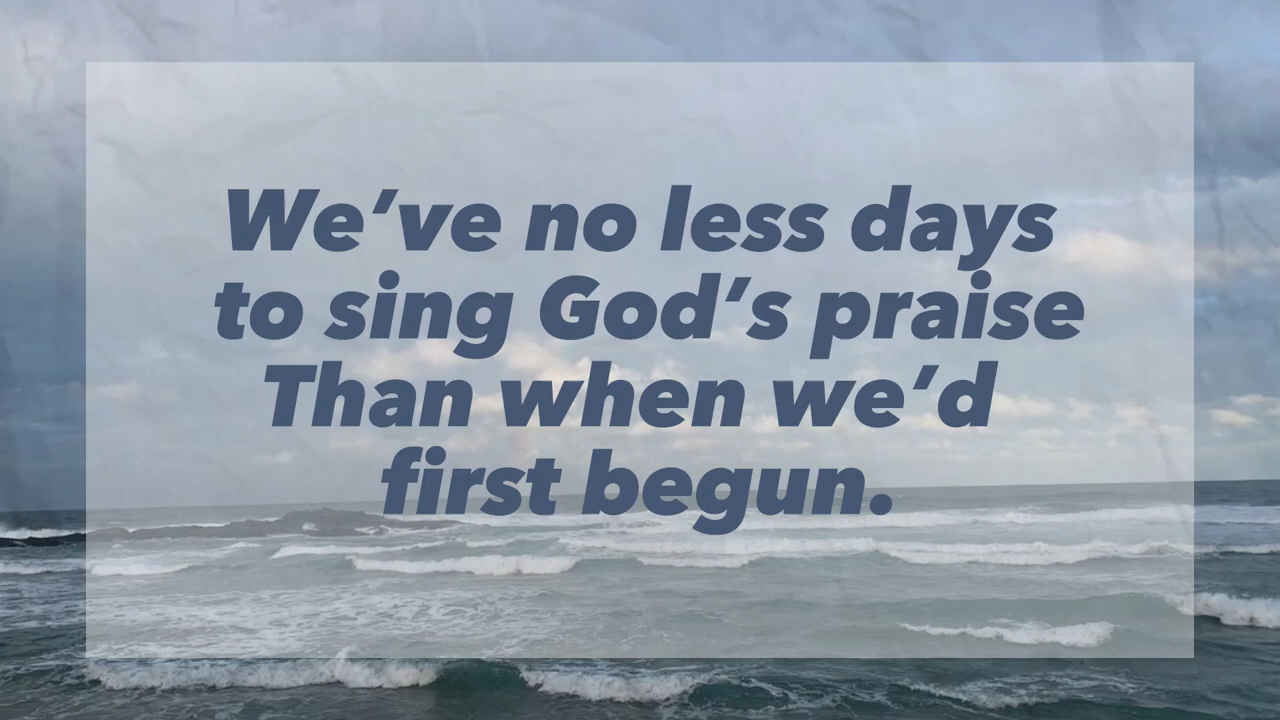 We’ve no less days
to sing God’s praise
Than when we’d
first begun.